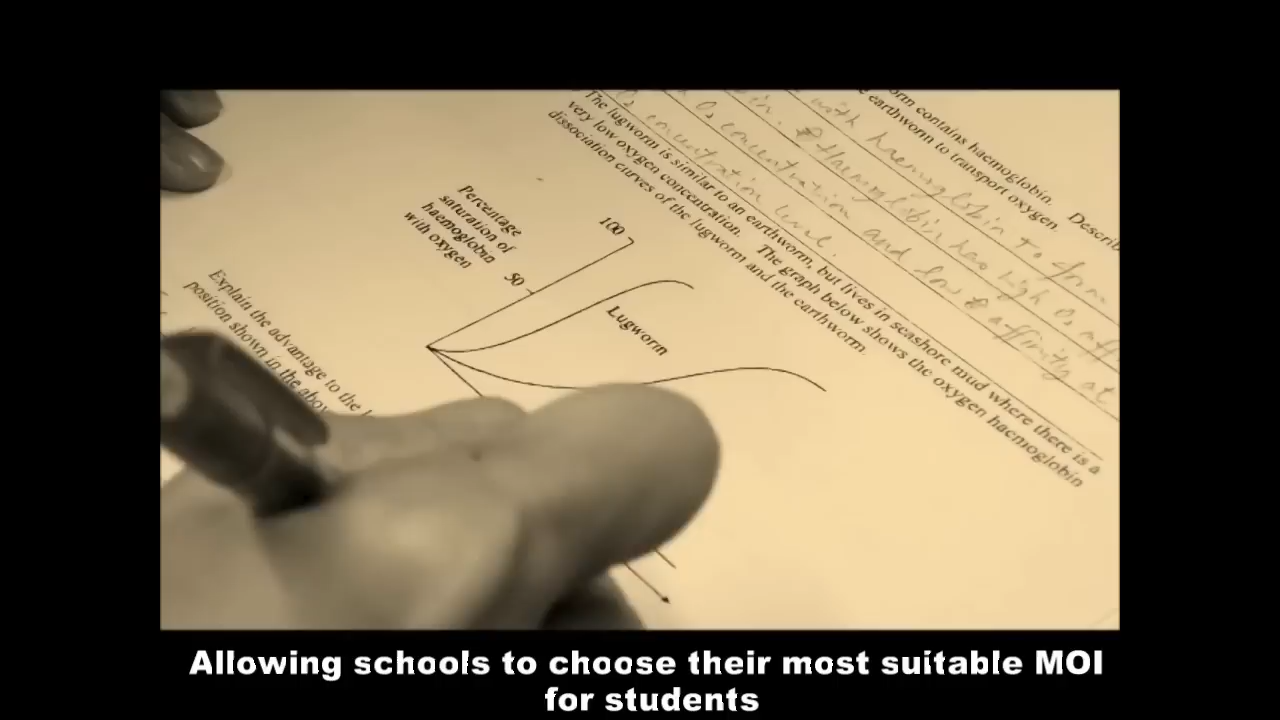 orm contains haemoglobin. Describ
e earthworm to transport oxygen.
with haemoglobin to form
in. Haemoglobin has high O₂ aff
O₂ concentration and low affinity at
O₂ concentration level.
The lugworm is similar to an earthworm, but lives in seashore mud where there is a
very low oxygen concentration. The graph below shows the oxygen haemoglobin
dissociation curves of the lugworm and the earthworm.
100
Percentage
saturation of
haemoglobin
with oxygen
50
Lugworm
Explain the advantage to the l
position shown in the abov
Allowing schools to choose their most suitable MOI
for students